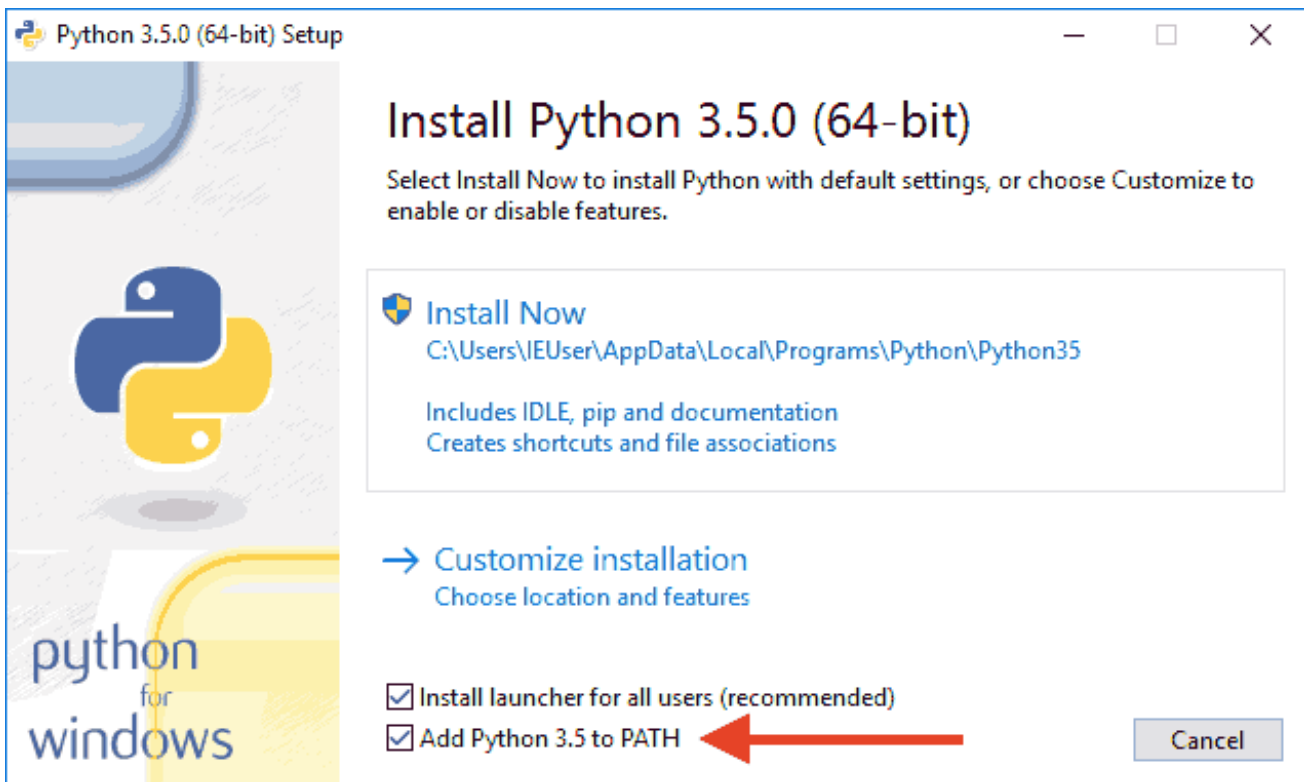 Python 3.5.0 (64-bit) Setup
Install Python 3.5.0 (64-bit)
Select Install Now to install Python with default settings, or choose Customize to
enable or disable features.
Install Now
C:\Users\IEUser\AppData\Local\Programs\Python\Python35
Includes IDLE, pip and documentation
Creates shortcuts and file associations
Customize installation
Choose location and features
python
for
windows
Install launcher for all users (recommended)
Add Python 3.5 to PATH
Cancel